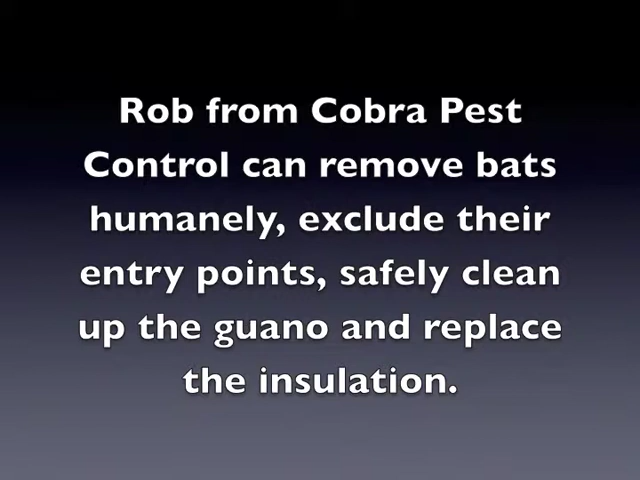 Rob from Cobra Pest
Control can remove bats
humanely, exclude their
entry points, safely clean
up the guano and replace
the insulation.